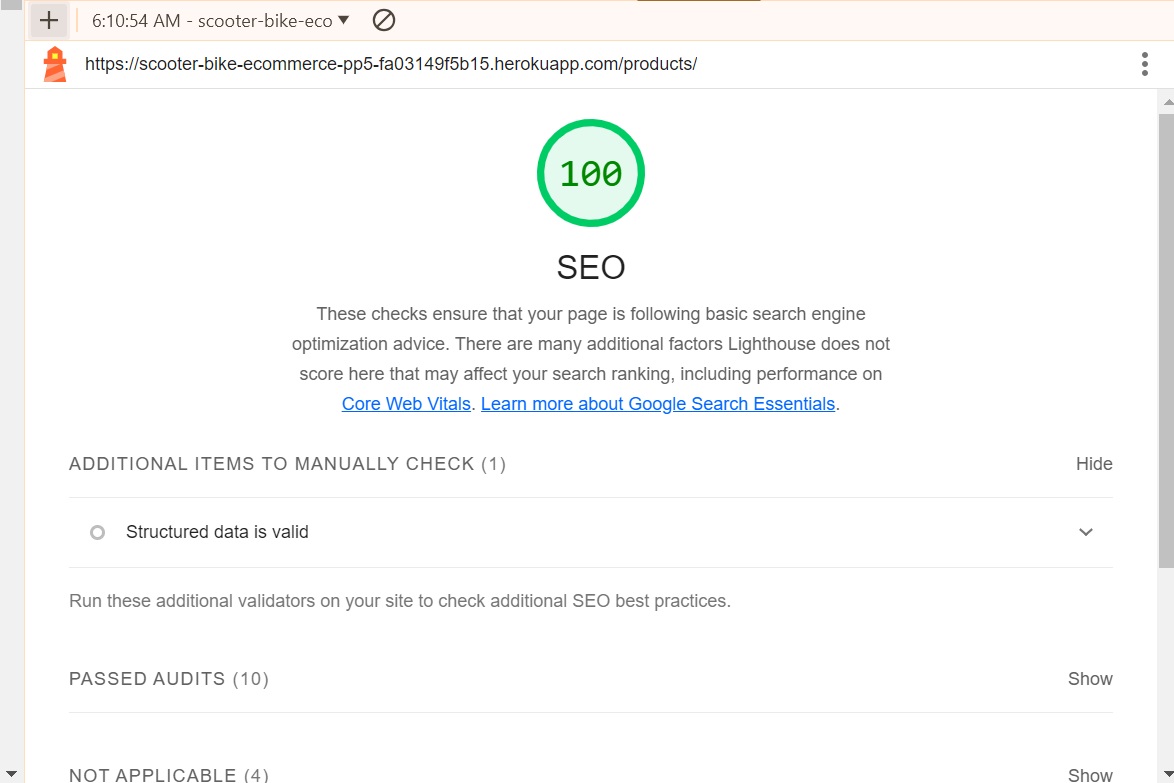 6:10:54 AM - scooter-bike-eco
https://scooter-bike-ecommerce-pp5-fa03149f5b15.herokuapp.com/products/
100
SEO
These checks ensure that your page is following basic search engine
optimization advice. There are many additional factors Lighthouse does not
score here that may affect your search ranking, including performance on
Core Web Vitals. Learn more about Google Search Essentials.
ADDITIONAL ITEMS TO MANUALLY CHECK (1) Hide
Structured data is valid
Run these additional validators on your site to check additional SEO best practices.
PASSED AUDITS (10) Show
NOT APPLICABLE (4) Show